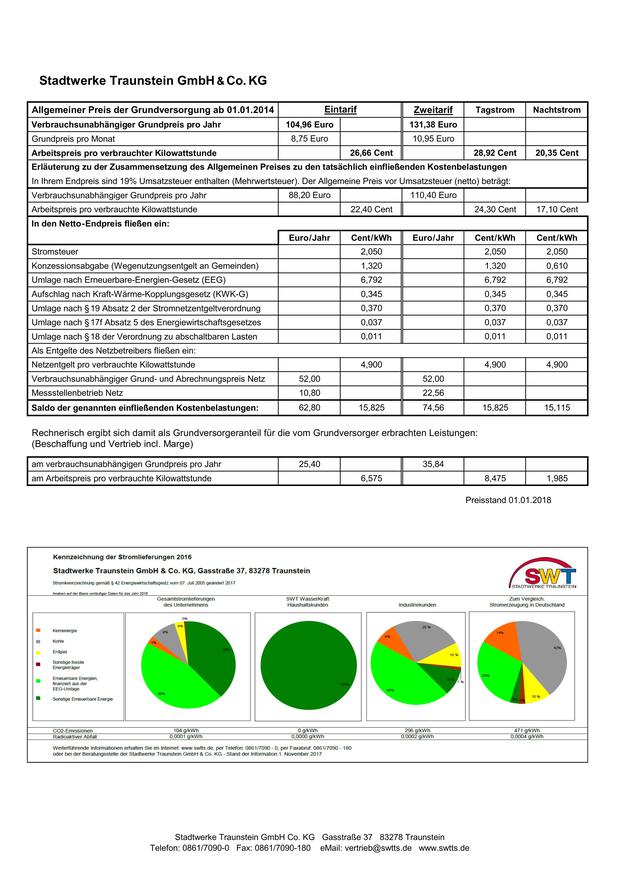 Stadtwerke Traunstein GmbH & Co. KG
Allgemeiner Preis der Grundversorgung ab 01.01.2014 Eintarif Zweitarif Tagstrom Nachtstrom
Verbrauchsunabhängiger Grundpreis pro Jahr 104,96 Euro 131,38 Euro
Grundpreis pro Monat 8,75 Euro 10,95 Euro
Arbeitspreis pro verbrauchter Kilowattstunde 26,66 Cent 28,92 Cent 20,35 Cent
Erläuterung zu der Zusammensetzung des Allgemeinen Preises zu den tatsächlich einfließenden Kostenbelastungen
In Ihrem Endpreis sind 19% Umsatzsteuer enthalten (Mehrwertsteuer). Der Allgemeine Preis vor Umsatzsteuer (netto) beträgt:
Verbrauchsunabhängiger Grundpreis pro Jahr 88,20 Euro 110,40 Euro
Arbeitspreis pro verbrauchte Kilowattstunde 22,40 Cent 24,30 Cent 17,10 Cent
In den Netto-Endpreis fließen ein:
Euro/Jahr Cent/kWh Euro/Jahr Cent/kWh Cent/kWh
Stromsteuer 2,050 2,050 2,050
Konzessionsabgabe (Wegenutzungsentgelt an Gemeinden) 1,320 1,320 0,610
Umlage nach Erneuerbare-Energien-Gesetz (EEG) 6,792 6,792 6,792
Aufschlag nach Kraft-Wärme-Kopplungsgesetz (KWK-G) 0,345 0,345 0,345
Umlage nach § 19 Absatz 2 der Stromnetzentgeltverordnung 0,370 0,370 0,370
Umlage nach § 17f Absatz 5 des Energiewirtschaftsgesetzes 0,037 0,037 0,037
Umlage nach § 18 der Verordnung zu abschaltbaren Lasten 0,011 0,011 0,011
Als Entgelte des Netzbetreibers fließen ein:
Netzentgelt pro verbrauchte Kilowattstunde 4,900 4,900 4,900
Verbrauchsunabhängiger Grund- und Abrechnungspreis Netz 52,00 52,00
Messstellenbetrieb Netz 10,80 22,56
Saldo der genannten einfließenden Kostenbelastungen: 62,80 15,825 74,56 15,825 15,115
Rechnerisch ergibt sich damit als Grundversorgeranteil für die vom Grundversorger erbrachten Leistungen:
(Beschaffung und Vertrieb incl. Marge)
am verbrauchsunabhängigen Grundpreis pro Jahr 25,40 35,84
am Arbeitspreis pro verbrauchte Kilowattstunde 6,575 8,475 1,985
Preisstand 01.01.2018
Kennzeichnung der Stromlieferungen 2016
Stadtwerke Traunstein GmbH & Co. KG, Gasstraße 37, 83278 Traunstein
Stromkennzeichnung gemäß § 42 Energiewirtschaftsgesetz vom 07. Juli 2005 geändert 2017
Angaben auf der Basis vorläufiger Daten für das Jahr 2016
SWT
STADTWERKE TRAUNSTEIN
Gesamtstromlieferungen
des Unternehmens
SWT WasserKraft
Haushaltskunden
Industriekunden
Zum Vergleich:
Stromerzeugung in Deutschland
Kernenergie
Kohle
Erdgas
Sonstige fossile
Energieträger
Erneuerbare Energien,
finanziert aus der
EEG-Umlage
Sonstige Erneuerbare Energie
CO2-Emissionen 104 g/kWh 0 g/kWh 296 g/kWh 471 g/kWh
Radioaktiver Abfall 0,0001 g/kWh 0,0000 g/kWh 0,0002 g/kWh 0,0004 g/kWh
Weiterführende Informationen erhalten Sie im Internet: www.swtts.de, per Telefon: 0861/7090 - 0, per Faxabruf: 0861/7090 - 180
oder bei der Beratungsstelle der Stadtwerke Traunstein GmbH & Co. KG - Stand der Information 1. November 2017
Stadtwerke Traunstein GmbH Co. KG Gasstraße 37 83278 Traunstein
Telefon: 0861/7090-0 Fax: 0861/7090-180 eMail: vertrieb@swtts.de www.swtts.de